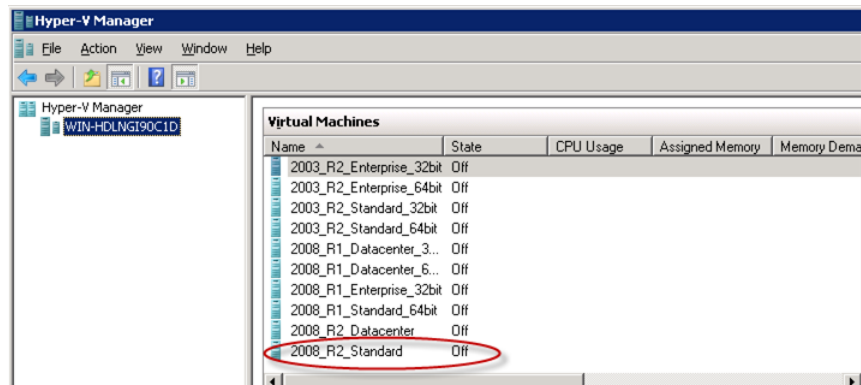 Hyper-V Manager
File Action View Window Help
Hyper-V Manager
WIN-HDLNGI90C1D
Virtual Machines
Name State CPU Usage Assigned Memory Memory Dema
2003_R2_Enterprise_32bit Off
2003_R2_Enterprise_64bit Off
2003_R2_Standard_32bit Off
2003_R2_Standard_64bit Off
2008_R1_Datacenter_3... Off
2008_R1_Datacenter_6... Off
2008_R1_Enterprise_32bit Off
2008_R1_Standard_64bit Off
2008_R2_Datacenter Off
2008_R2_Standard Off